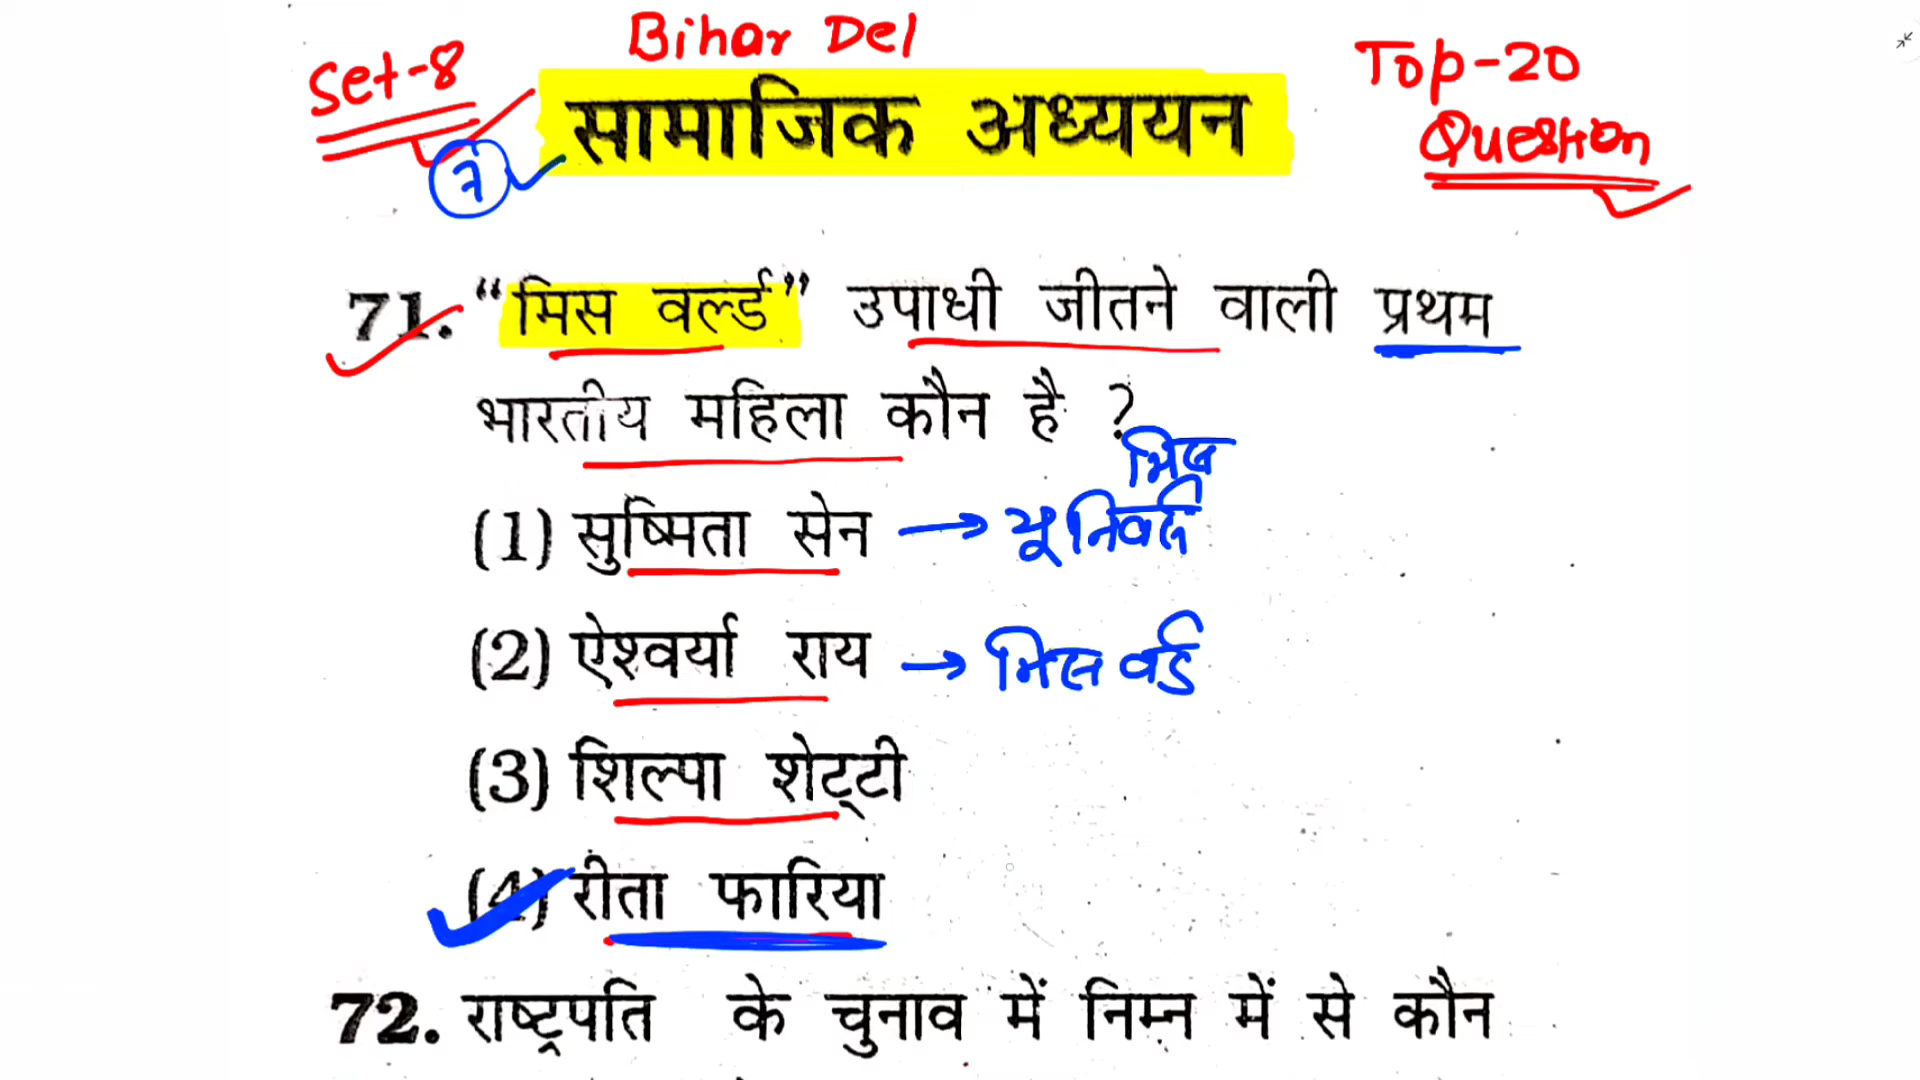 Bihar Del
Set-8
Top-20
Question
7
सामाजिक अध्ययन
71. “मिस वर्ल्ड” उपाधी जीतने वाली प्रथम
भारतीय महिला कौन है ?
(1) सुष्मिता सेन → मिस
यूनिवर्स
(2) ऐश्वर्या राय → मिस वर्ड
(3) शिल्पा शेट्टी
(4) रीता फारिया
72. राष्ट्रपति के चुनाव में निम्न में से कौन